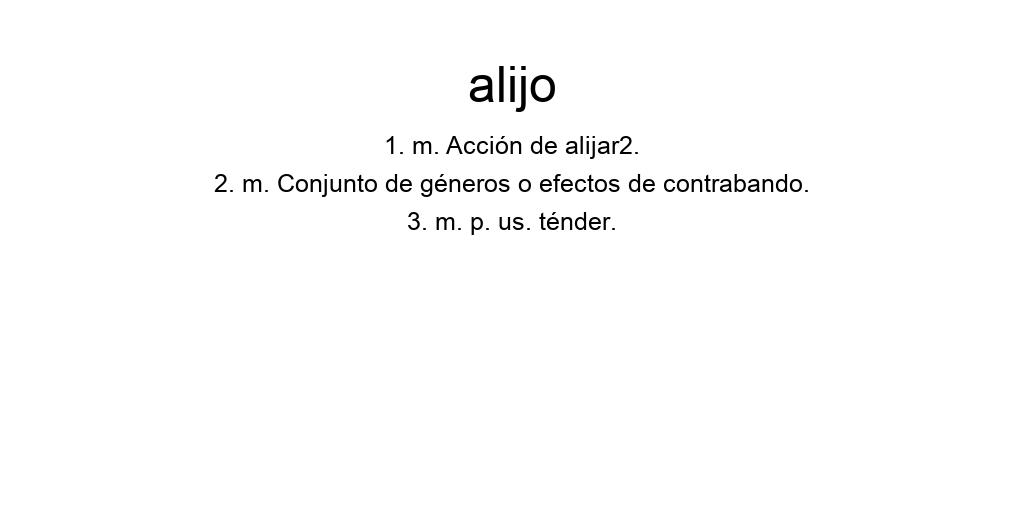 alijo
1. m. Acción de alijar2.
2. m. Conjunto de géneros o efectos de contrabando.
3. m. p. us. ténder.